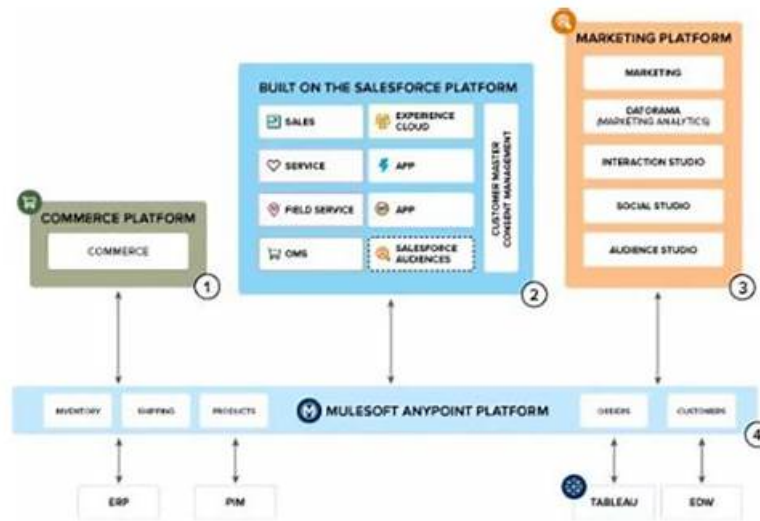 MARKETING PLATFORM
MARKETING
DATORAMA
(MARKETING ANALYTICS)
INTERACTION STUDIO
SOCIAL STUDIO
AUDIENCE STUDIO
3
BUILT ON THE SALESFORCE PLATFORM
SALES
EXPERIENCE
CLOUD
SERVICE
APP
FIELD SERVICE
APP
OMS
SALESFORCE
AUDIENCES
CUSTOMER MASTER
CONSENT MANAGEMENT
2
COMMERCE PLATFORM
COMMERCE
1
INVENTORY
SHIPPING
PRODUCTS
MULESOFT ANYPOINT PLATFORM
ORDERS
CUSTOMERS
4
ERP
PIM
TABLEAU
EDW